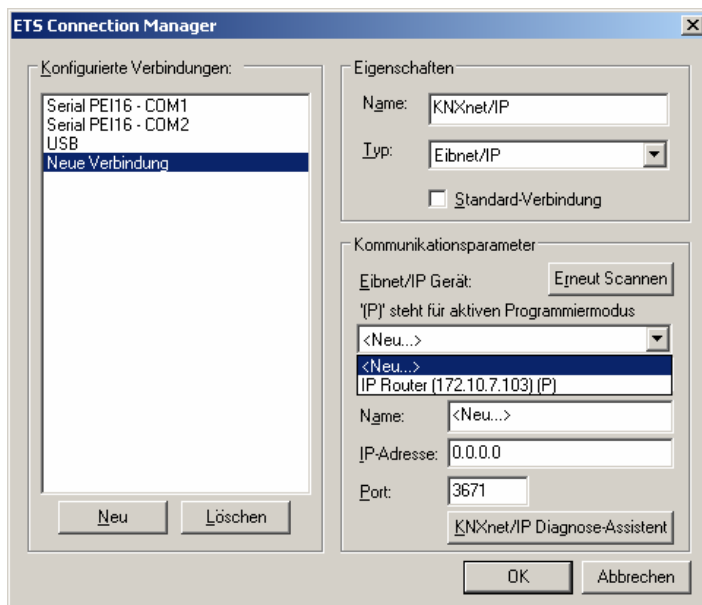 ETS Connection Manager
Konfigurierte Verbindungen:
Serial PEI16 - COM1
Serial PEI16 - COM2
USB
Neue Verbindung
Neu
Löschen
Eigenschaften
Name:
KNXnet/IP
Typ:
Eibnet/IP
Standard-Verbindung
Kommunikationsparameter
Eibnet/IP Gerät:
Erneut Scannen
'(P)' steht für aktiven Programmiermodus
<Neu...>
<Neu...>
IP Router (172.10.7.103) (P)
Name:
<Neu...>
IP-Adresse:
0.0.0.0
Port:
3671
KNXnet/IP Diagnose-Assistent
OK
Abbrechen